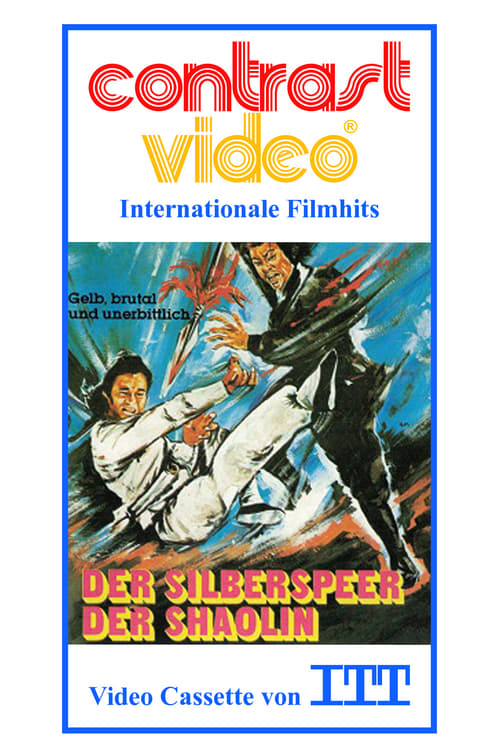 contrast
video®
Internationale Filmhits
Gelb, brutal
und unerbittlich
DER SILBERSPEER
DER SHAOLIN
Video Cassette von ITT